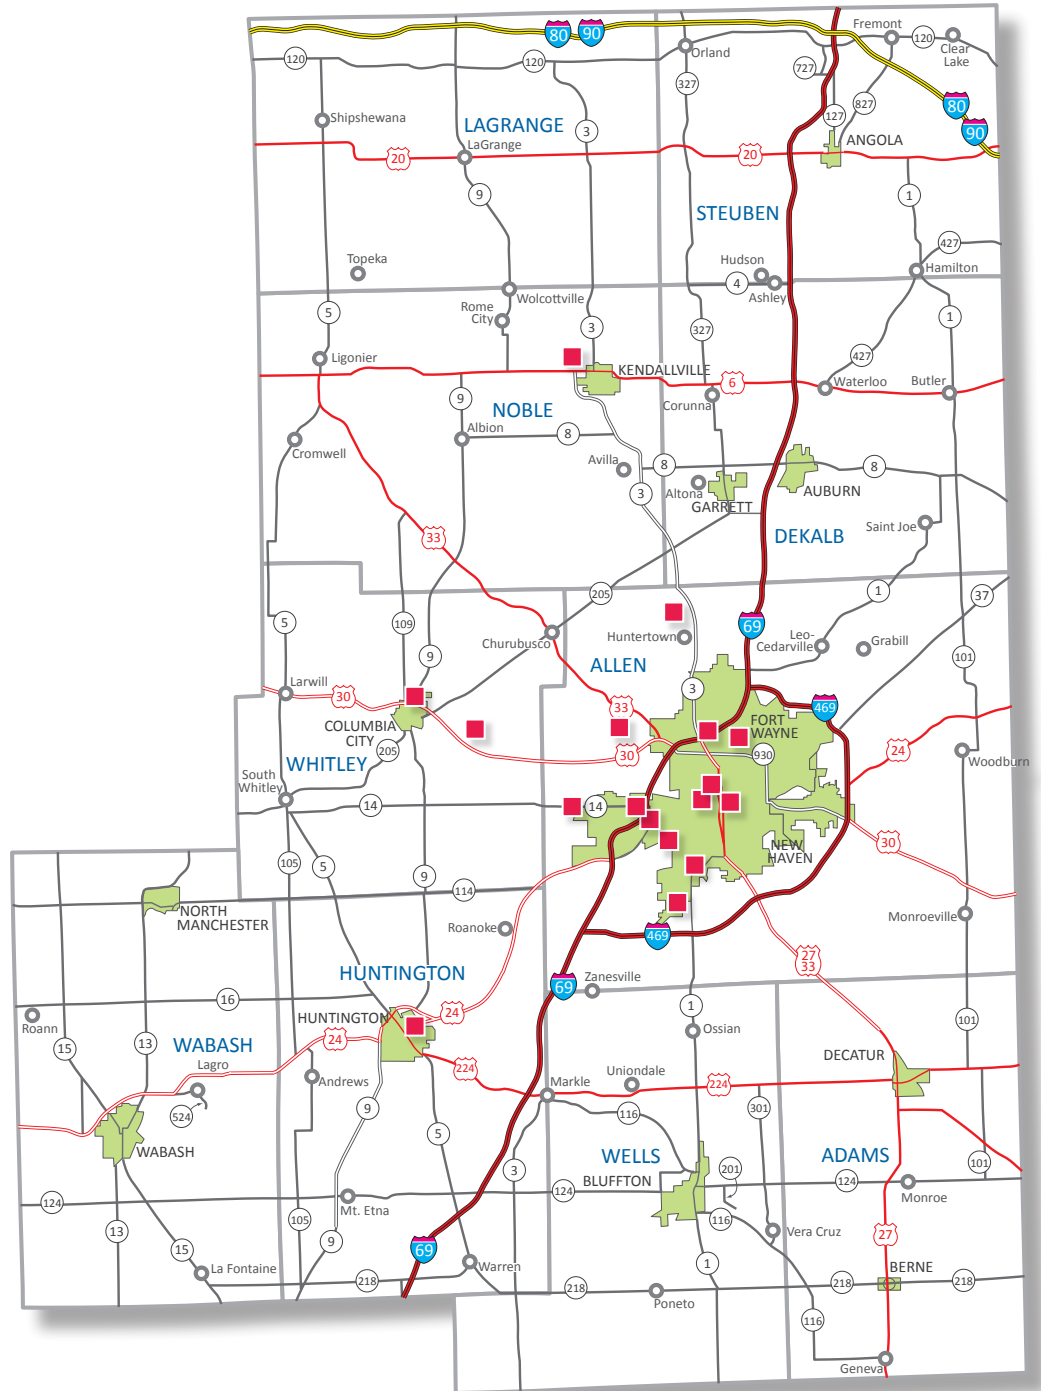 80
90
Fremont
120
Clear
Lake
120
120
Orland
727
327
827
80
127
90
Shipshewana
LAGRANGE
3
ANGOLA
LaGrange
20
20
9
1
STEUBEN
427
Topeka
Hudson
Hamilton
4
Ashley
Wolcottville
Rome
City
5
3
327
1
Ligonier
427
KENDALLVILLE
6
Waterloo
Butler
9
NOBLE
Corunna
Albion
8
Cromwell
Avilla
8
8
3
Altona
GARRETT
AUBURN
Saint Joe
33
DEKALB
205
1
37
5
109
69
Churubusco
Huntertown
Leo-
Cedarville
Grabill
9
ALLEN
101
Larwill
30
3
33
469
COLUMBIA
CITY
FORT
WAYNE
205
30
930
24
WHITLEY
Woodburn
South
Whitley
14
14
NEW
HAVEN
30
105
5
9
114
NORTH
MANCHESTER
Monroeville
Roanoke
469
27
33
HUNTINGTON
Zanesville
69
16
24
1
Roann
HUNTINGTON
101
Ossian
15
13
WABASH
24
DECATUR
Lagro
224
Uniondale
Andrews
Markle
224
524
9
116
301
5
WABASH
WELLS
ADAMS
3
201
101
BLUFFTON
124
124
124
Monroe
Mt. Etna
105
116
13
9
Vera Cruz
27
15
69
1
La Fontaine
Warren
BERNE
218
218
218
218
Poneto
116
Geneva